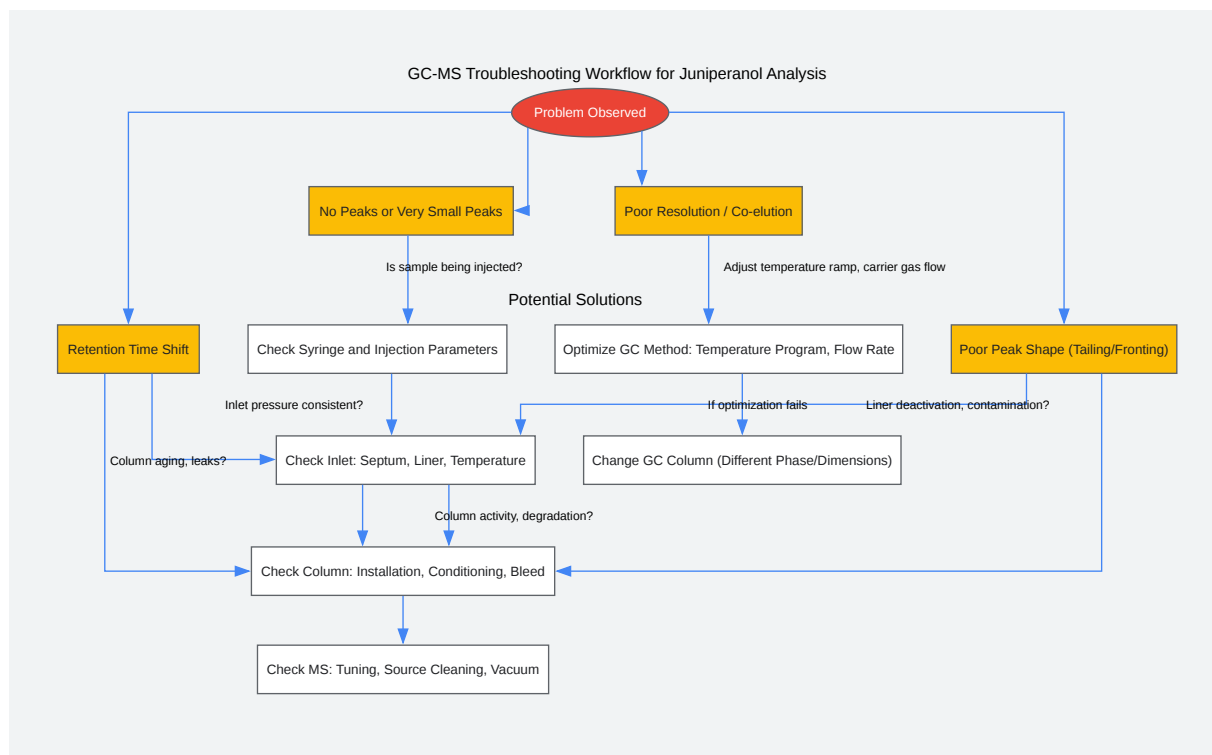 GC-MS Troubleshooting Workflow for Juniperanol Analysis
Problem Observed
No Peaks or Very Small Peaks
Poor Resolution / Co-elution
Is sample being injected?
Adjust temperature ramp, carrier gas flow
Potential Solutions
Retention Time Shift
Check Syringe and Injection Parameters
Optimize GC Method: Temperature Program, Flow Rate
Poor Peak Shape (Tailing/Fronting)
Inlet pressure consistent?
If optimization fails
Liner deactivation, contamination?
Column aging, leaks?
Check Inlet: Septum, Liner, Temperature
Change GC Column (Different Phase/Dimensions)
Column activity, degradation?
Check Column: Installation, Conditioning, Bleed
Check MS: Tuning, Source Cleaning, Vacuum